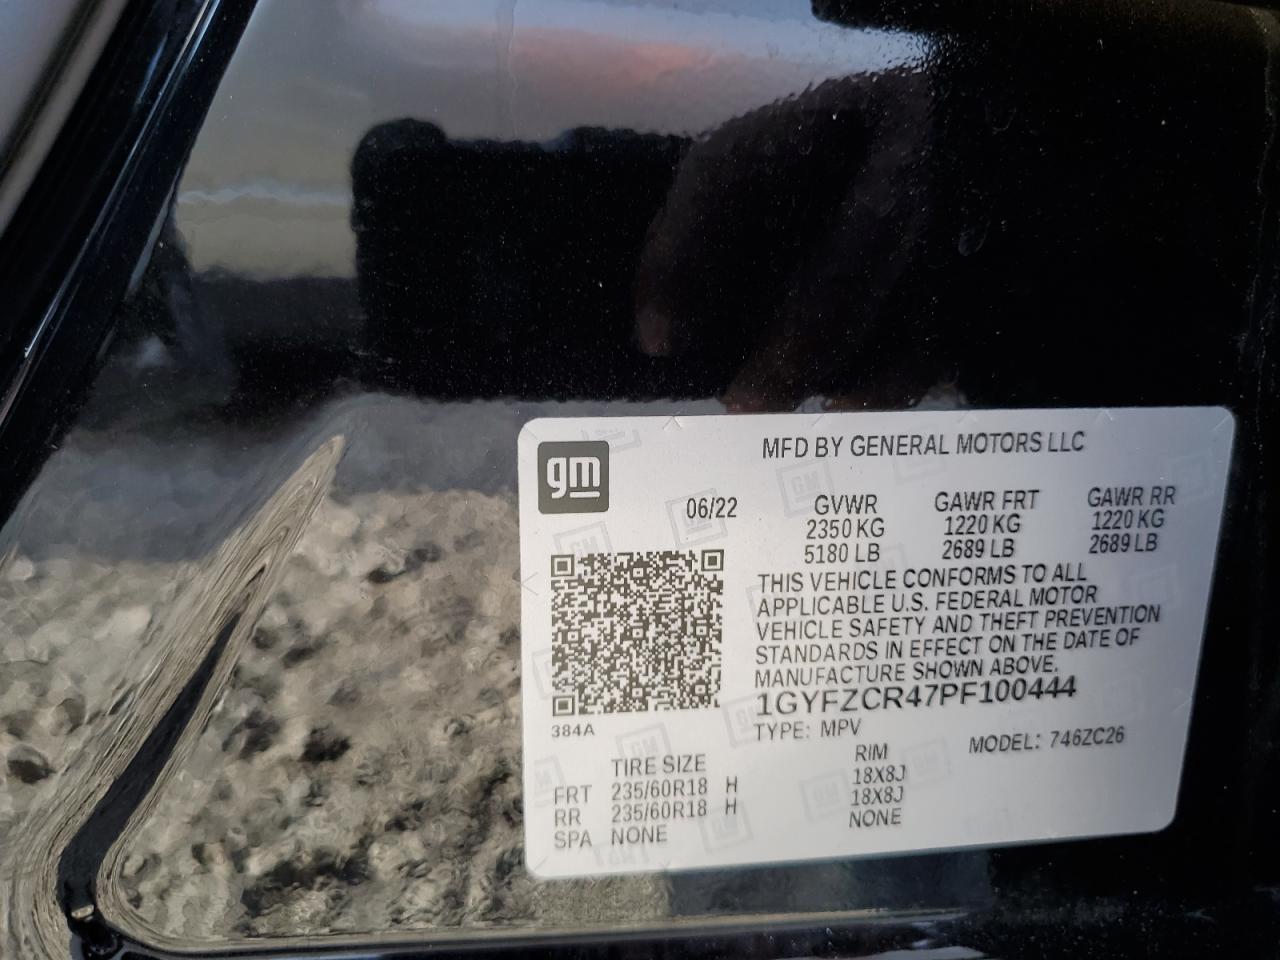 gm
MFD BY GENERAL MOTORS LLC
06/22 GVWR GAWR FRT GAWR RR
2350 KG 1220 KG 1220 KG
5180 LB 2689 LB 2689 LB
THIS VEHICLE CONFORMS TO ALL
APPLICABLE U.S. FEDERAL MOTOR
VEHICLE SAFETY AND THEFT PREVENTION
STANDARDS IN EFFECT ON THE DATE OF
MANUFACTURE SHOWN ABOVE.
1GYFZCR47PF100444
384A
TYPE: MPV MODEL: 746ZC26
TIRE SIZE RIM
FRT 235/60R18 H 18X8J
RR 235/60R18 H 18X8J
SPA NONE NONE